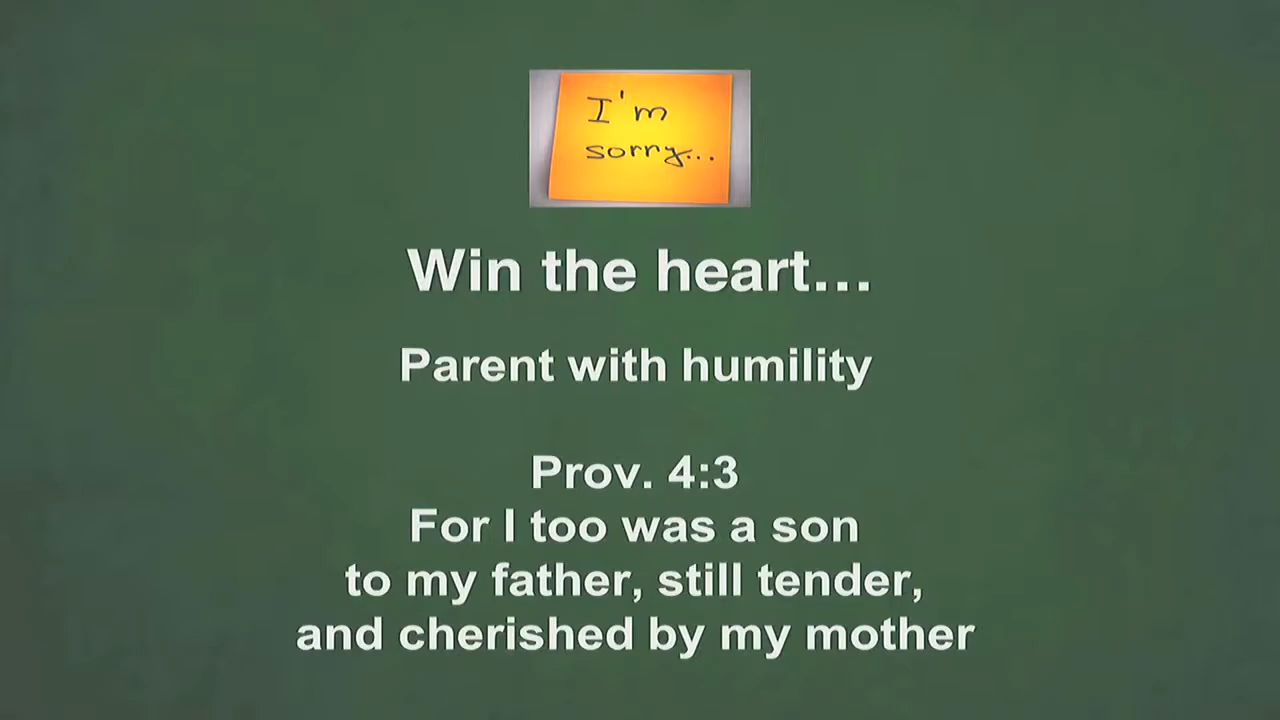 I'm
sorry...
Win the heart…
Parent with humility
Prov. 4:3
For I too was a son
to my father, still tender,
and cherished by my mother